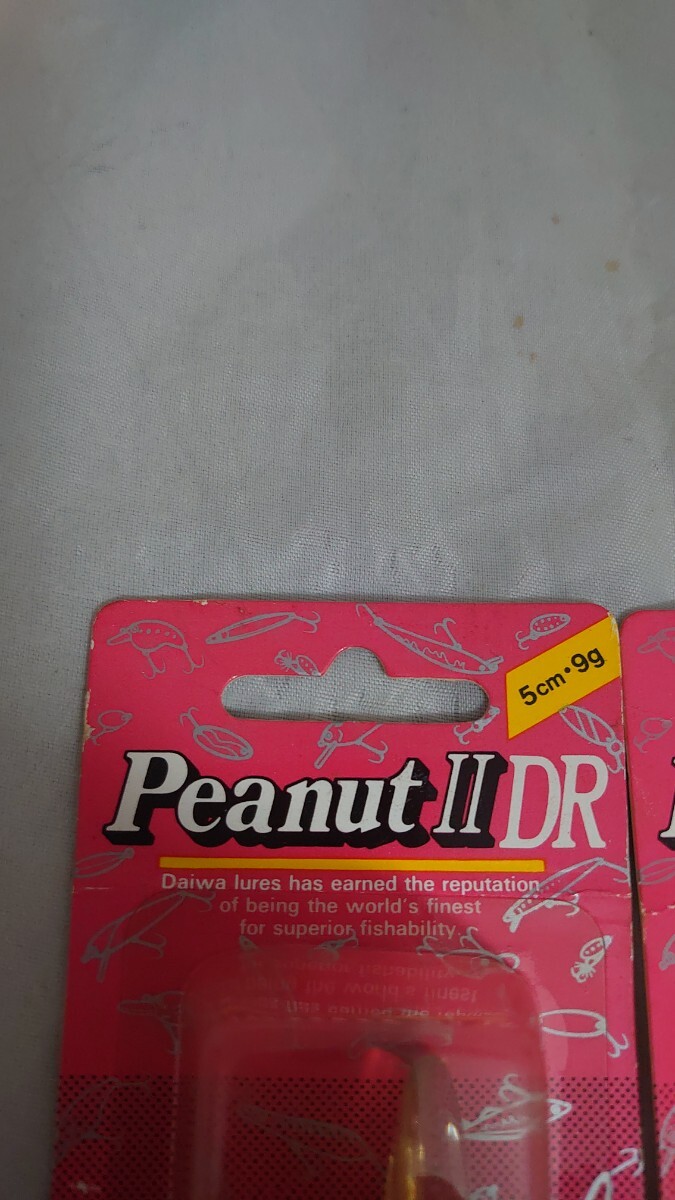 5cm・9g
Peanut II DR
Daiwa lures has earned the reputation
of being the world's finest
for superior fishability.